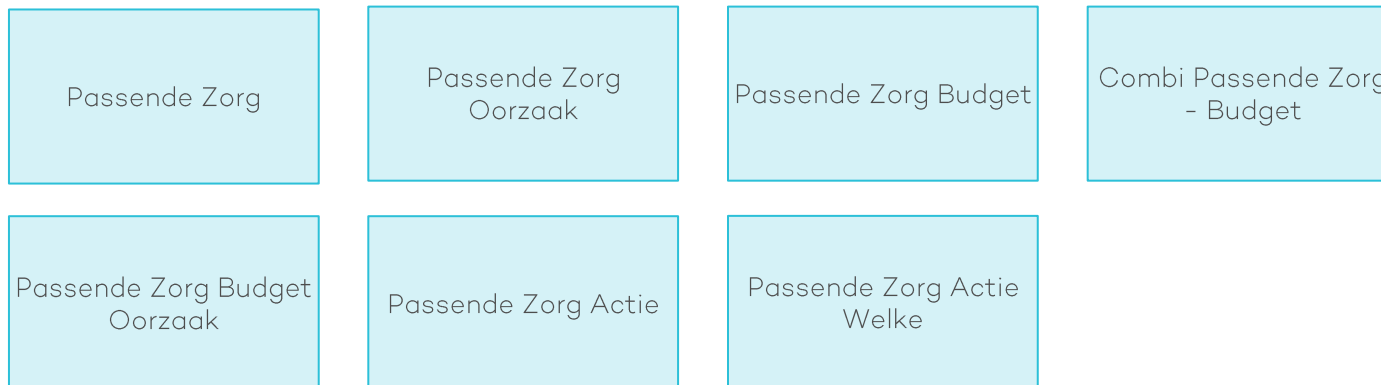 Passende Zorg
Passende Zorg
Oorzaak
Passende Zorg Budget
Combi Passende Zorg
- Budget
Passende Zorg Budget
Oorzaak
Passende Zorg Actie
Passende Zorg Actie
Welke